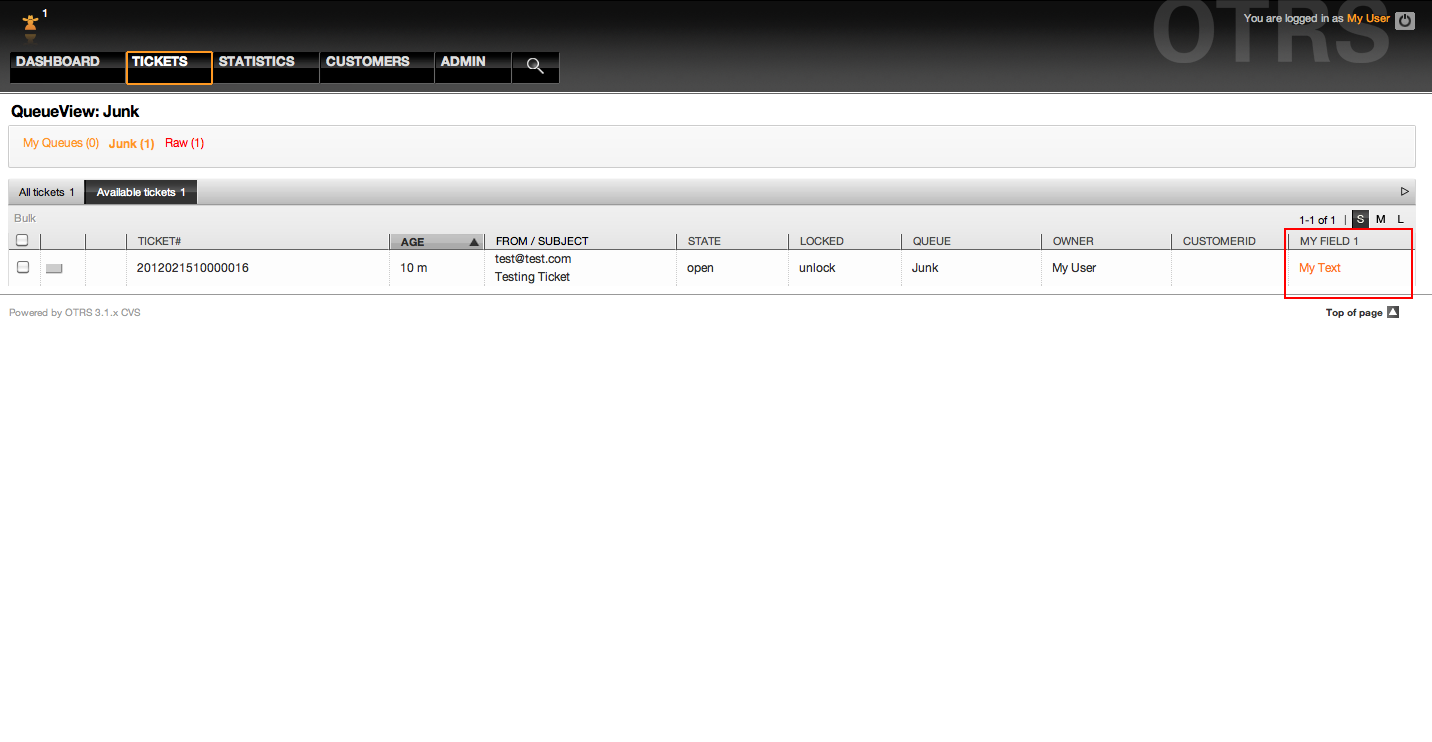 OTRS
1
You are logged in as My User
DASHBOARD TICKETS STATISTICS CUSTOMERS ADMIN
QueueView: Junk
My Queues (0) Junk (1) Raw (1)
All tickets 1 Available tickets 1
Bulk
1-1 of 1 | S M L
TICKET# AGE FROM / SUBJECT STATE LOCKED QUEUE OWNER CUSTOMERID MY FIELD 1
2012021510000016 10 m test@test.com open unlock Junk My User My Text
Testing Ticket
Powered by OTRS 3.1.x CVS Top of page